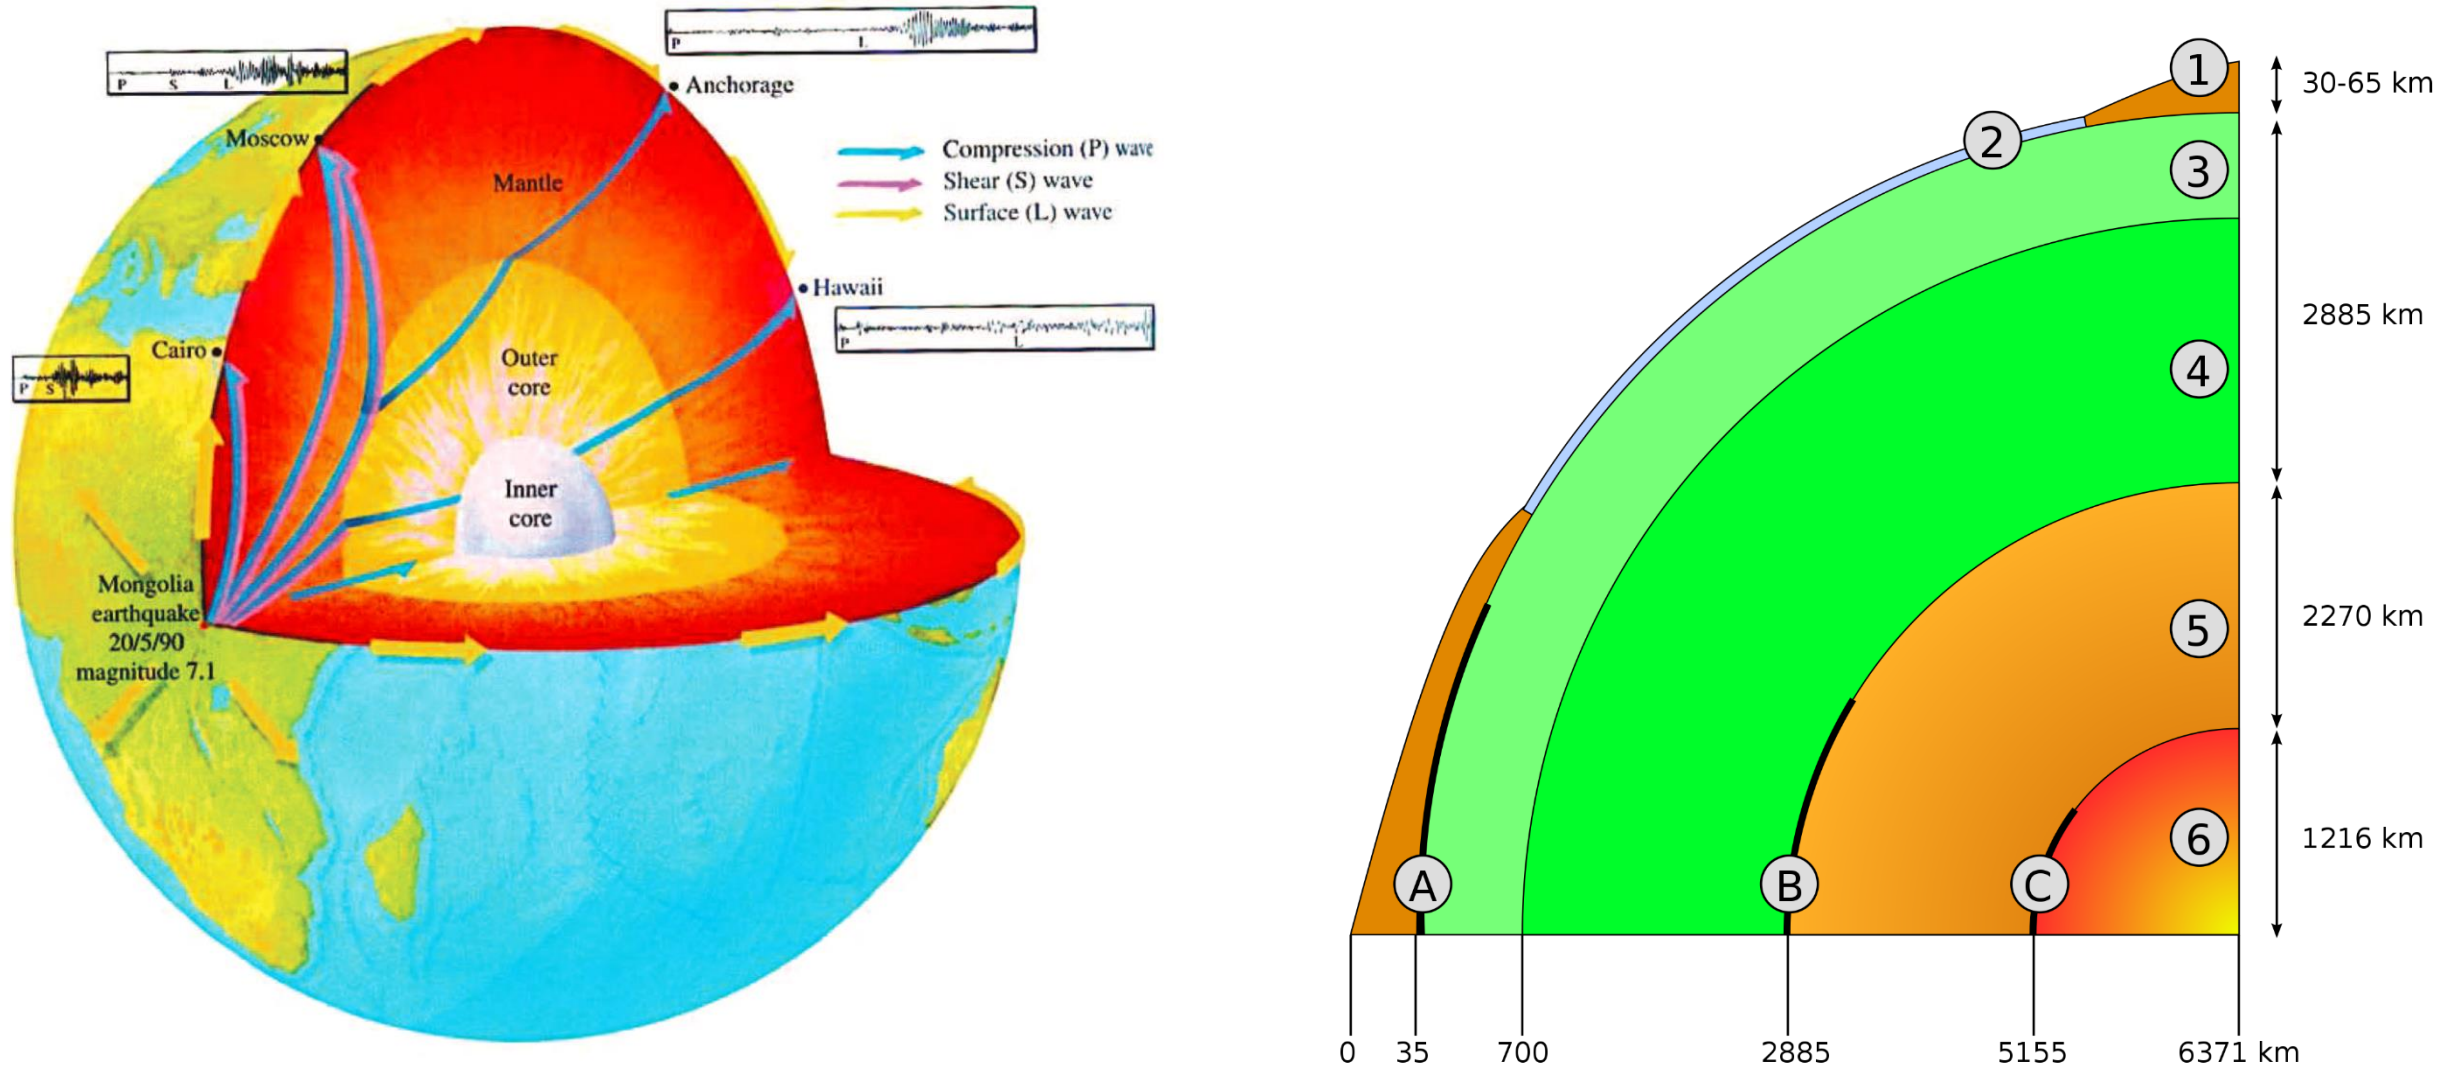 P L
P S L
Anchorage
Moscow
Compression (P) wave
Shear (S) wave
Surface (L) wave
Mantle
Hawaii
P L
Cairo
P S L
Outer
core
Inner
core
Mongolia
earthquake
20/5/90
magnitude 7.1
1
30-65 km
2
3
2885 km
4
5
2270 km
6
1216 km
A B C
0 35 700 2885 5155 6371 km